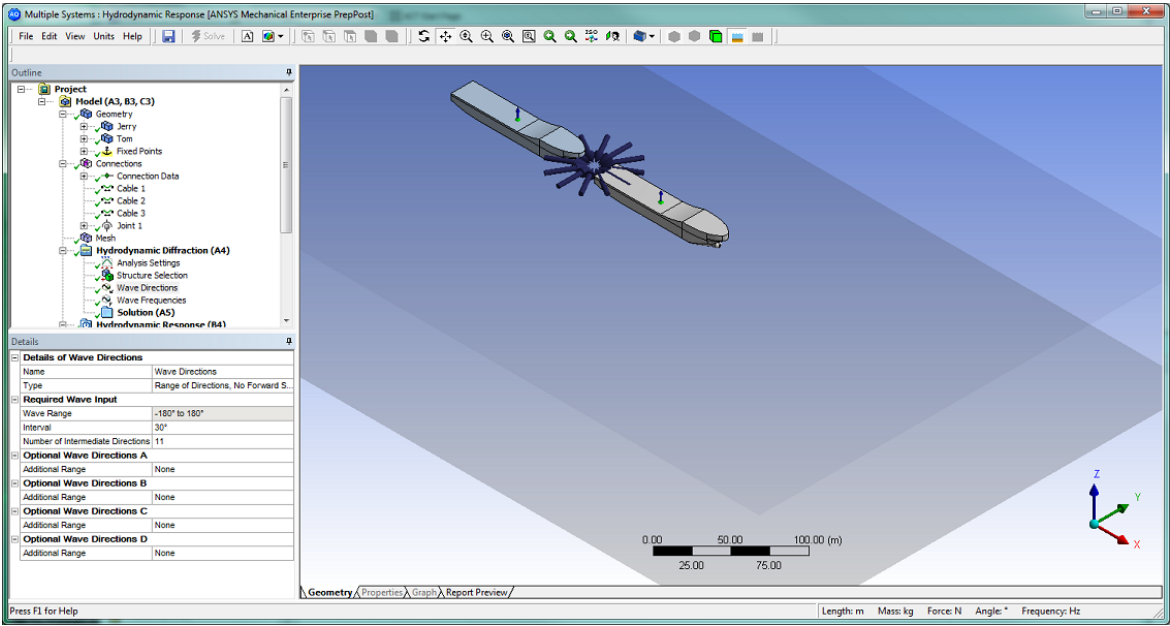 Multiple Systems : Hydrodynamic Response [ANSYS Mechanical Enterprise PrepPost]
File Edit View Units Help Solve A ISO
Outline
Project
Model (A3, B3, C3)
Geometry
Jerry
Tom
Fixed Points
Connections
Connection Data
Cable 1
Cable 2
Cable 3
Joint 1
Mesh
Hydrodynamic Diffraction (A4)
Analysis Settings
Structure Selection
Wave Directions
Wave Frequencies
Solution (A5)
Hydrodynamic Response (B4)
Details
Details of Wave Directions
Name Wave Directions
Type Range of Directions, No Forward S...
Required Wave Input
Wave Range -180° to 180°
Interval 30°
Number of Intermediate Directions 11
Optional Wave Directions A
Additional Range None
Optional Wave Directions B
Additional Range None
Optional Wave Directions C
Additional Range None
Optional Wave Directions D
Additional Range None
Z
Y
X
0.00 50.00 100.00 (m)
25.00 75.00
Geometry Properties Graph Report Preview
Press F1 for Help Length: m Mass: kg Force: N Angle: ° Frequency: Hz